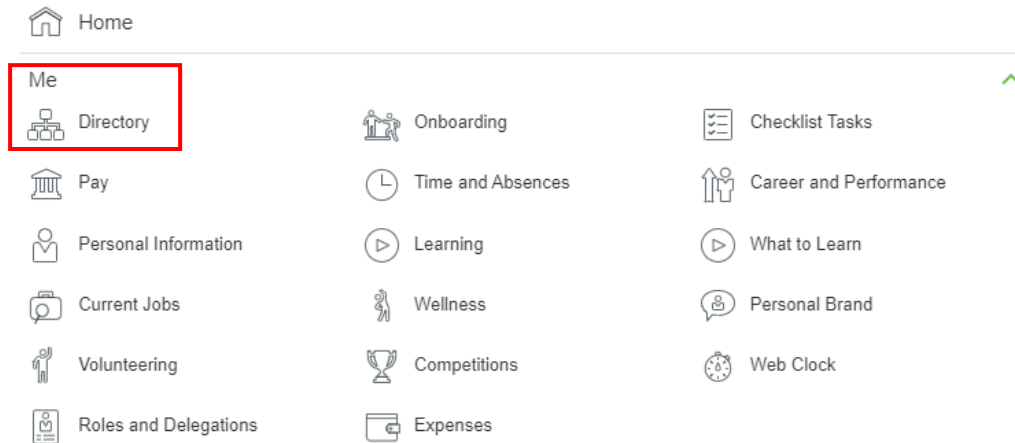 Home
Me
Directory
Onboarding
Checklist Tasks
Pay
Time and Absences
Career and Performance
Personal Information
Learning
What to Learn
Current Jobs
Wellness
Personal Brand
Volunteering
Competitions
Web Clock
Roles and Delegations
Expenses